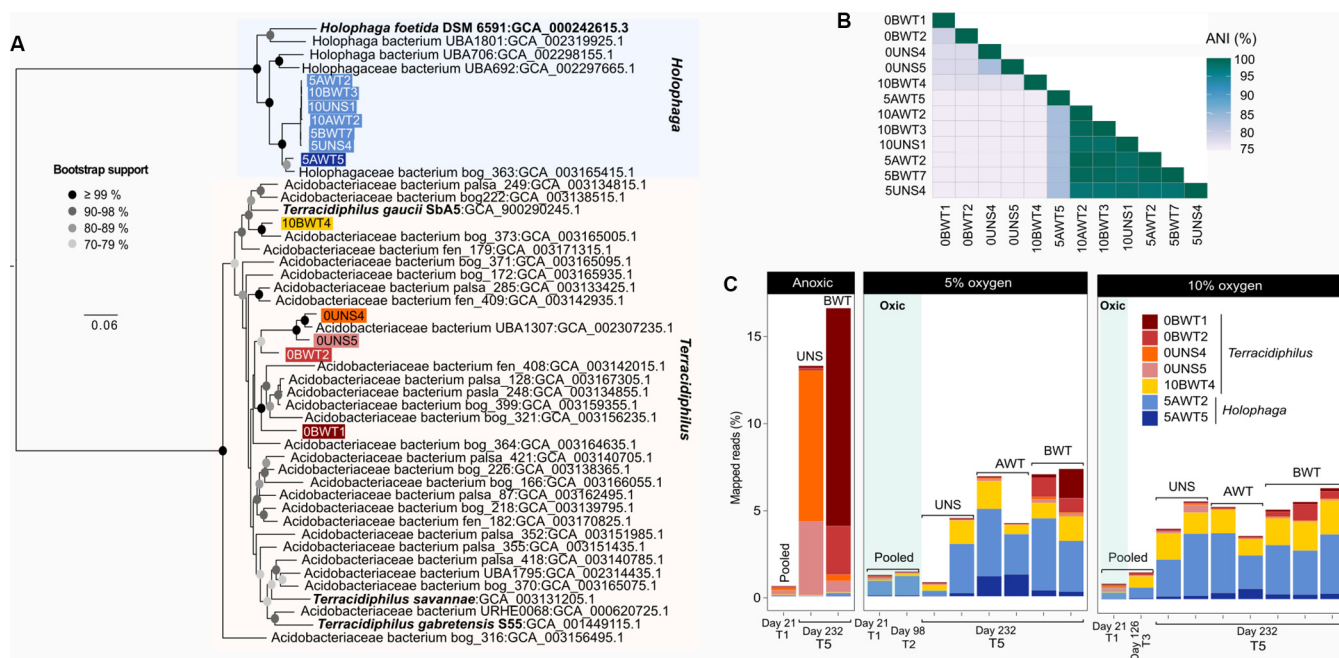 A
Holophaga foetida DSM 6591:GCA_000242615.3
Holophaga bacterium UBA1801:GCA_002319925.1
Holophaga bacterium UBA706:GCA_002298155.1
Holophagaceae bacterium UBA692:GCA_002297665.1
5AWT2
10BWT3
10UNS1
10AWT2
5BWT7
5UNS4
5AWT5
Holophagaceae bacterium bog_363:GCA_003165415.1
Holophaga
Bootstrap support
≥ 99 %
90-98 %
80-89 %
70-79 %
0.06
Acidobacteriaceae bacterium palsa_249:GCA_003134815.1
Acidobacteriaceae bacterium bog222:GCA_003138515.1
Terracidiphilus gaucii SbA5:GCA_900290245.1
10BWT4
Acidobacteriaceae bacterium bog_373:GCA_003165005.1
Acidobacteriaceae bacterium fen_179:GCA_003171315.1
Acidobacteriaceae bacterium bog_371:GCA_003165095.1
Acidobacteriaceae bacterium bog_172:GCA_003165935.1
Acidobacteriaceae bacterium palsa_285:GCA_003133425.1
Acidobacteriaceae bacterium fen_409:GCA_003142935.1
0UNS4
Acidobacteriaceae bacterium UBA1307:GCA_002307235.1
0UNS5
0BWT2
Acidobacteriaceae bacterium fen_408:GCA_003142015.1
Acidobacteriaceae bacterium palsa_128:GCA_003167305.1
Acidobacteriaceae bacterium palsa_248:GCA_003134855.1
Acidobacteriaceae bacterium bog_399:GCA_003159355.1
Acidobacteriaceae bacterium bog_321:GCA_003156235.1
0BWT1
Acidobacteriaceae bacterium bog_364:GCA_003164635.1
Acidobacteriaceae bacterium palsa_421:GCA_003140705.1
Acidobacteriaceae bacterium bog_226:GCA_003138365.1
Acidobacteriaceae bacterium bog_166:GCA_003166055.1
Acidobacteriaceae bacterium palsa_87:GCA_003162495.1
Acidobacteriaceae bacterium bog_218:GCA_003139795.1
Acidobacteriaceae bacterium fen_182:GCA_003170825.1
Acidobacteriaceae bacterium palsa_352:GCA_003151985.1
Acidobacteriaceae bacterium palsa_355:GCA_003151435.1
Acidobacteriaceae bacterium palsa_418:GCA_003140785.1
Acidobacteriaceae bacterium UBA1795:GCA_002314435.1
Acidobacteriaceae bacterium bog_370:GCA_003165075.1
Terracidiphilus savannae:GCA_003131205.1
Acidobacteriaceae bacterium URHE0068:GCA_000620725.1
Terracidiphilus gabretensis S55:GCA_001449115.1
Acidobacteriaceae bacterium bog_316:GCA_003156495.1
Terracidiphilus
B
0BWT1
0BWT2
0UNS4
0UNS5
10BWT4
5AWT5
10AWT2
10BWT3
10UNS1
5AWT2
5BWT7
5UNS4
0BWT1
0BWT2
0UNS4
0UNS5
10BWT4
5AWT5
10AWT2
10BWT3
10UNS1
5AWT2
5BWT7
5UNS4
ANI (%)
100
95
90
85
80
75
C
Anoxic
5% oxygen
10% oxygen
Mapped reads (%)
15
10
5
0
Pooled
UNS
BWT
Day 21
T1
Day 232
T5
Oxic
Pooled
UNS
AWT
BWT
Day 21
T1
Day 98
T2
Day 232
T5
Oxic
Pooled
UNS
AWT
BWT
Day 21
T1
Day 126
T3
Day 232
T5
0BWT1
0BWT2
0UNS4
0UNS5
10BWT4
5AWT2
5AWT5
Terracidiphilus
Holophaga